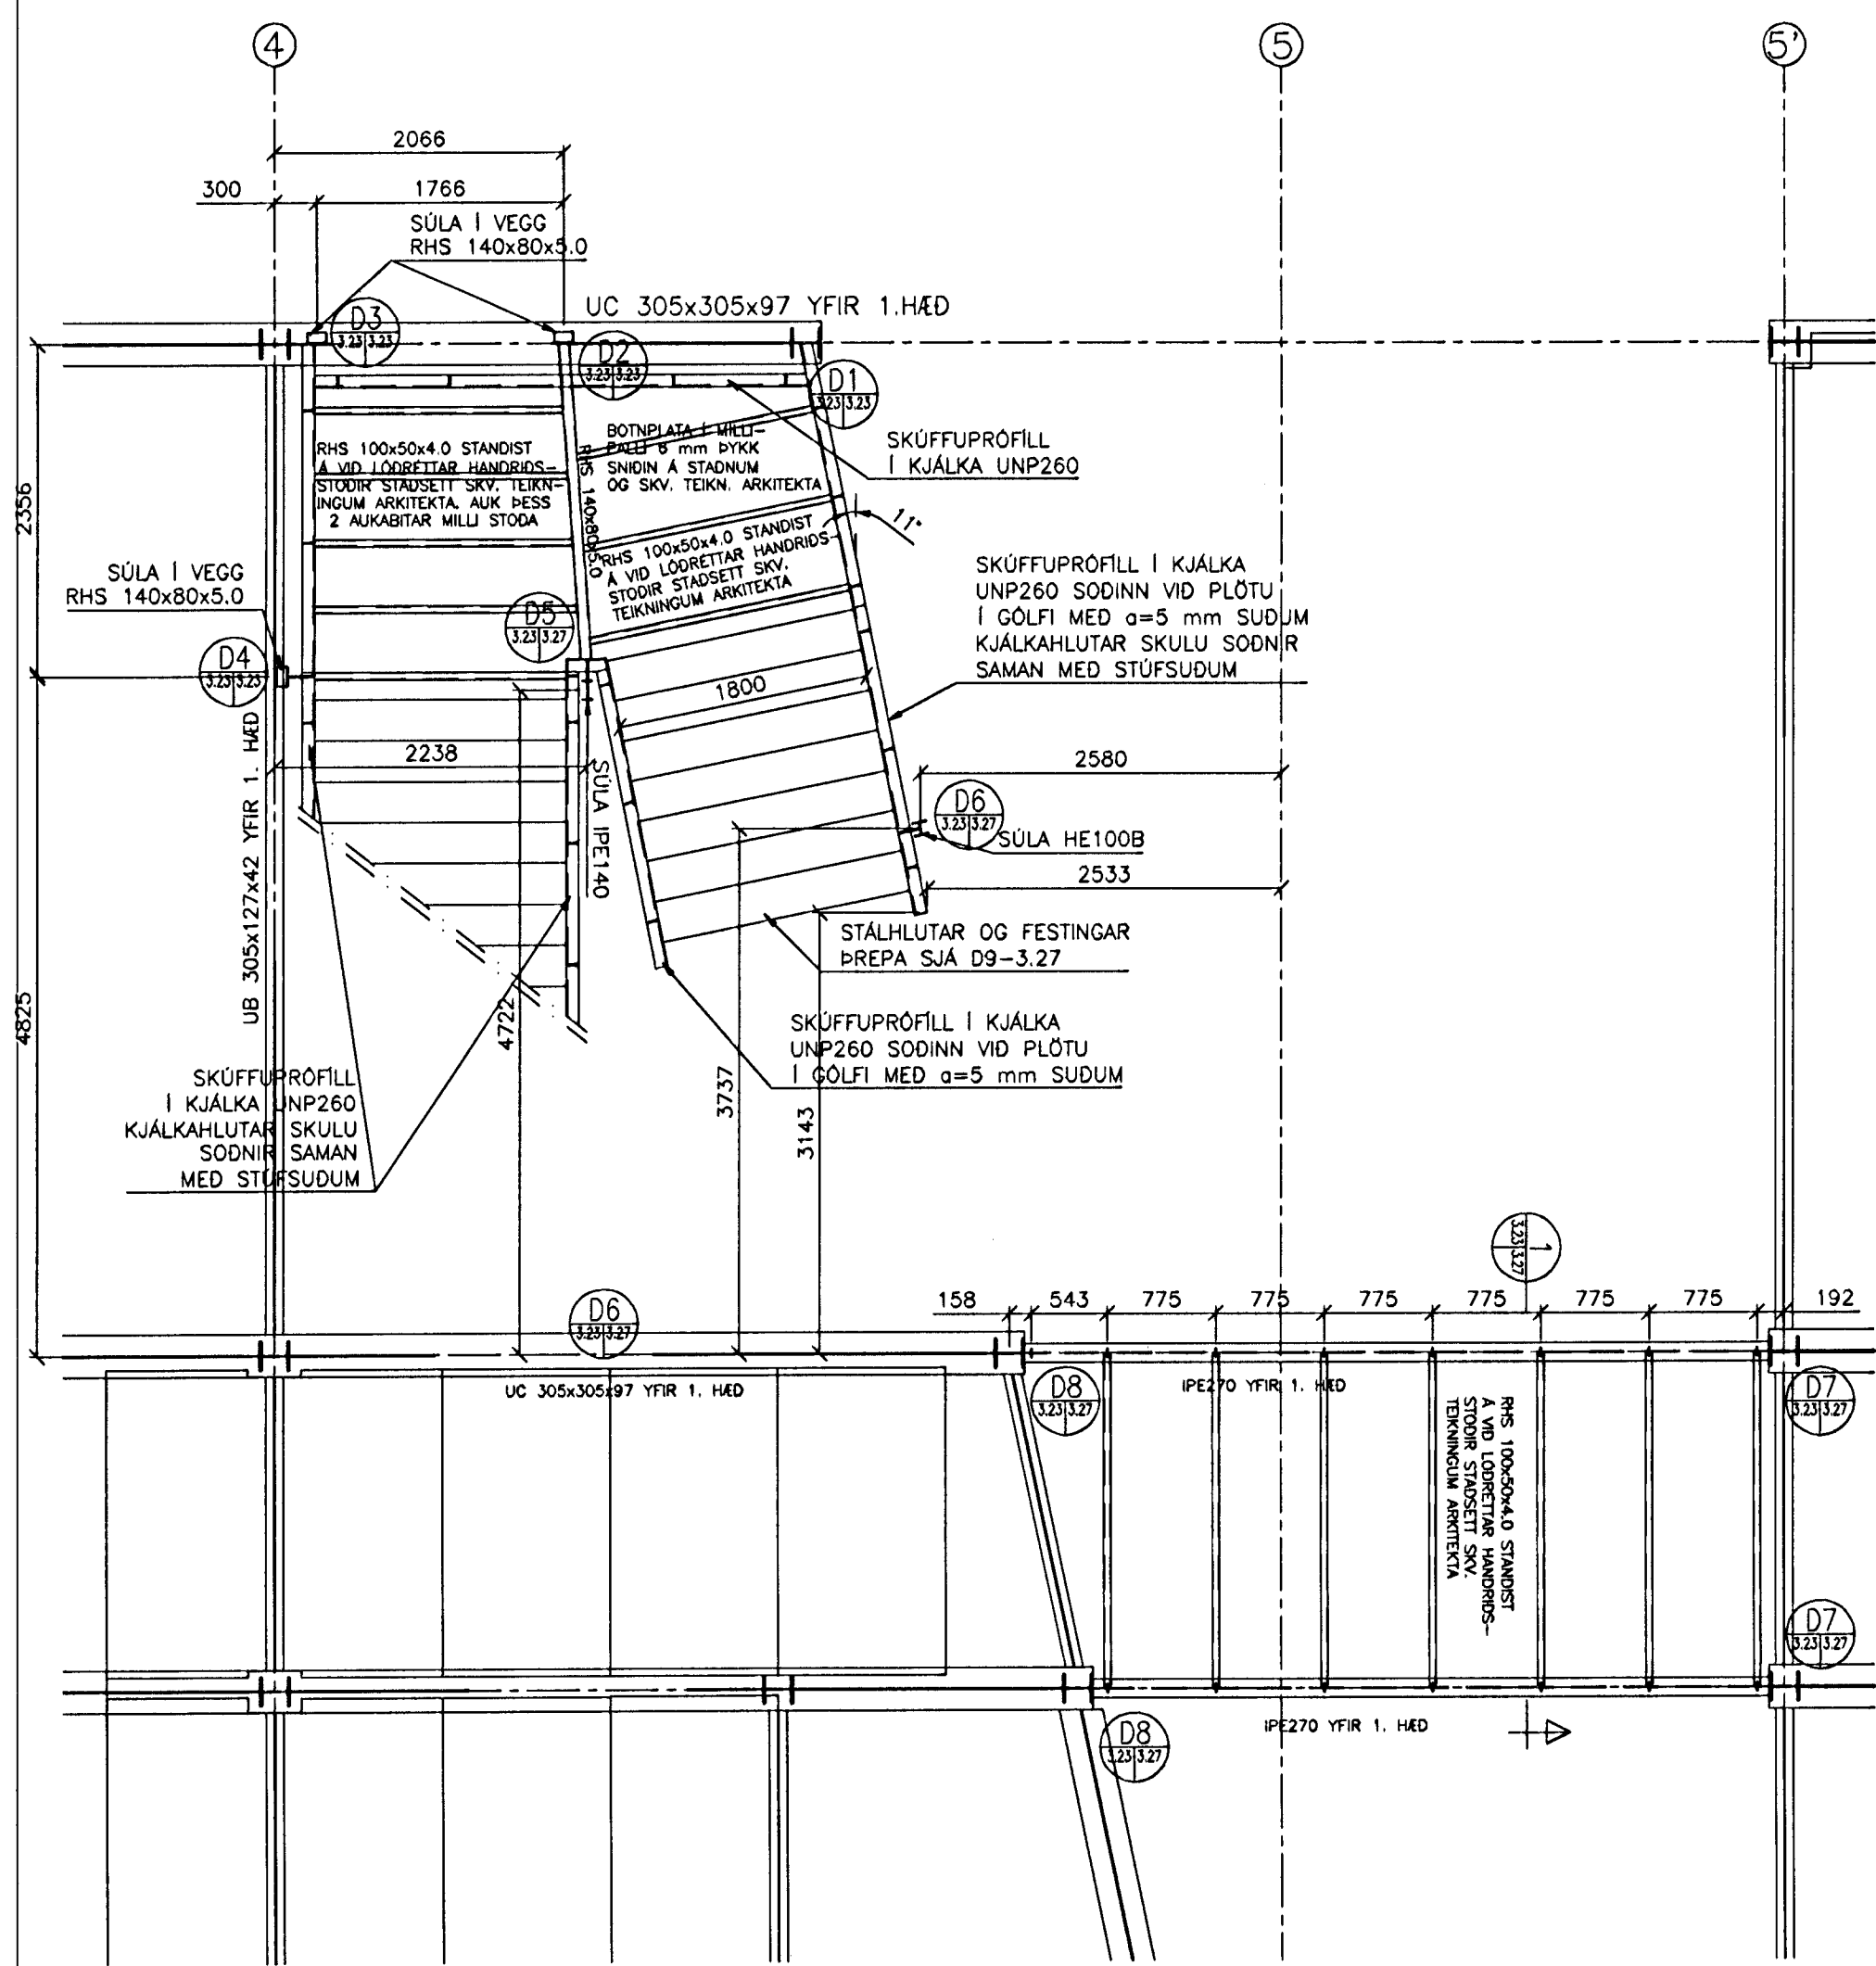 4
5
5'
2066
300
1766
SÚLA Í VEGG
RHS 140x80x5.0
UC 305x305x97 YFIR 1.HÆÐ
D3
3.23 3.23
D2
3.23 3.23
D1
3.23 3.23
RHS 100x50x4.0 STANDIST
Á VIÐ LÓÐRÉTTAR HANDRIÐS-
STOÐIR STAÐSETT SKV. TEIKN-
INGUM ARKITEKTA. AUK ÞESS
2 AUKABITAR MILLI STOÐA
RHS 140x80x5.0
BOTNPLATA Í MILLI-
PALLI 6 mm ÞYKK
SNIÐIN Á STAÐNUM
OG SKV. TEIKN. ARKITEKTA
SKÚFFUPRÓFÍLL
Í KJÁLKA UNP260
2356
11°
RHS 100x50x4.0 STANDIST
Á VIÐ LÓÐRÉTTAR HANDRIÐS-
STOÐIR STAÐSETT SKV.
TEIKNINGUM ARKITEKTA
SÚLA Í VEGG
RHS 140x80x5.0
D5
3.23 3.27
D4
3.23 3.23
SKÚFFUPRÓFÍLL Í KJÁLKA
UNP260 SOÐINN VIÐ PLÖTU
Í GÓLFI MEÐ a=5 mm SUÐUM
KJÁLKAHLUTAR SKULU SOÐNIR
SAMAN MEÐ STÚFSUÐUM
1800
2238
2580
UB 305x127x42 YFIR 1. HÆÐ
SÚLA IPE140
D6
3.23 3.27
SÚLA HE100B
2533
STÁLHLUTAR OG FESTINGAR
ÞREPA SJÁ D9-3.27
4825
4722
SKÚFFUPRÓFÍLL Í KJÁLKA
UNP260 SOÐINN VIÐ PLÖTU
Í GÓLFI MEÐ a=5 mm SUÐUM
3737
3143
SKÚFFUPRÓFÍLL
Í KJÁLKA UNP260
KJÁLKAHLUTAR SKULU
SOÐNIR SAMAN
MEÐ STÚFSUÐUM
1
3.23 3.27
158
543
775
775
775
775
775
775
192
D6
3.23 3.27
UC 305x305x97 YFIR 1. HÆÐ
D8
3.23 3.27
IPE270 YFIR 1. HÆÐ
D7
3.23 3.27
RHS 100x50x4.0 STANDIST
Á VIÐ LÓÐRÉTTAR HANDRIÐS-
STOÐIR STAÐSETT SKV.
TEIKNINGUM ARKITEKTA
D7
3.23 3.27
D8
3.23 3.27
IPE270 YFIR 1. HÆÐ